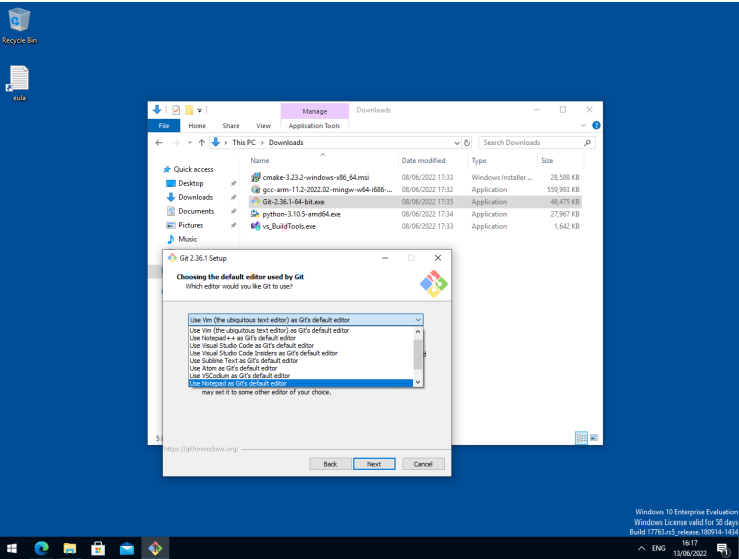 Recycle Bin
eula
Manage
Downloads
File
Home
Share
View
Application Tools
This PC > Downloads
Search Downloads
Name
Date modified
Type
Size
Quick access
Desktop
Downloads
Documents
Pictures
Music
cmake-3.23.2-windows-x86_64.msi 08/06/2022 17:33 Windows Installer ... 28,588 KB
gcc-arm-11.2-2022.02-mingw-w64-i686-... 08/06/2022 17:32 Application 559,993 KB
Git-2.36.1-64-bit.exe 08/06/2022 17:35 Application 48,475 KB
python-3.10.5-amd64.exe 08/06/2022 17:34 Application 27,967 KB
vs_BuildTools.exe 08/06/2022 17:33 Application 1,642 KB
Git 2.36.1 Setup
Choosing the default editor used by Git
Which editor would you like Git to use?
Use Vim (the ubiquitous text editor) as Git's default editor
Use Vim (the ubiquitous text editor) as Git's default editor
Use Notepad++ as Git's default editor
Use Visual Studio Code as Git's default editor
Use Visual Studio Code Insiders as Git's default editor
Use Sublime Text as Git's default editor
Use Atom as Git's default editor
Use VSCodium as Git's default editor
Use Notepad as Git's default editor
may set it to some other editor of your choice.
5
https://gitforwindows.org/
Back
Next
Cancel
Windows 10 Enterprise Evaluation
Windows License valid for 58 days
Build 17763.rs5_release.180914-1434
ENG
16:17
13/06/2022
1